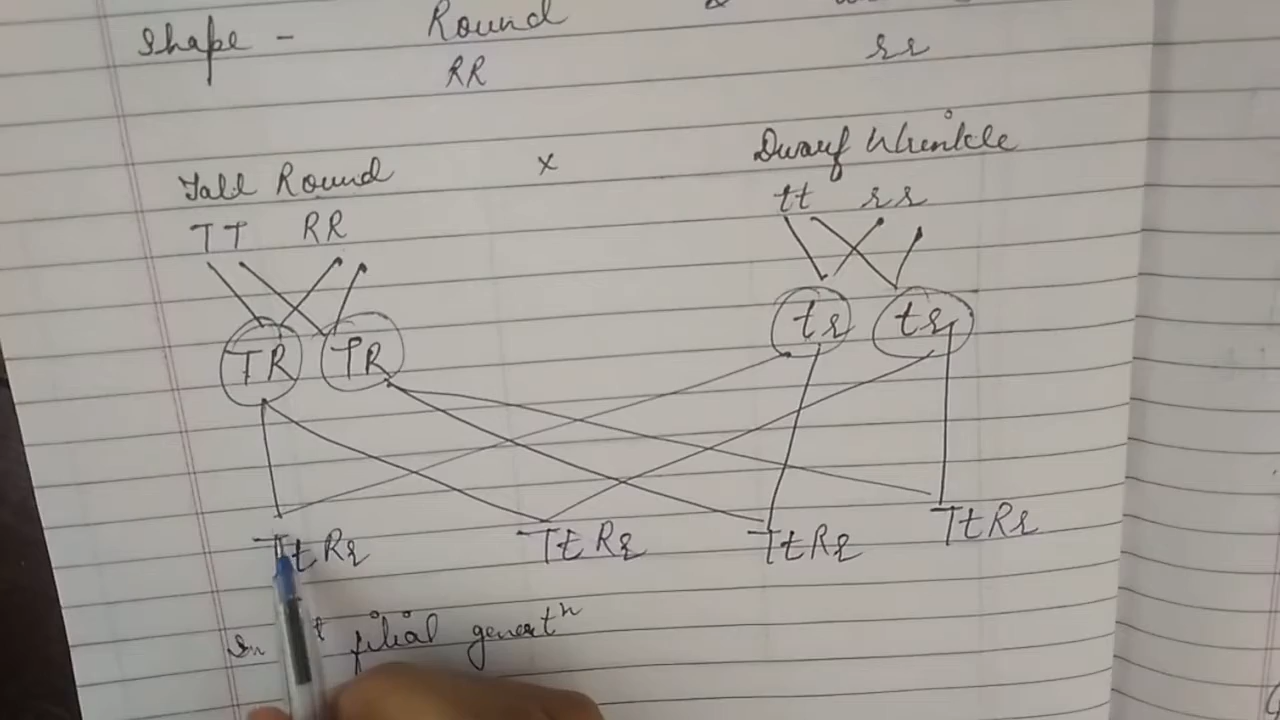 Shape - Round &
RR rr
Tall Round x Dwarf Wrinkle
TT RR tt rr
TR TR tr tr
TtRr TtRr TtRr TtRr
In t filial generatn